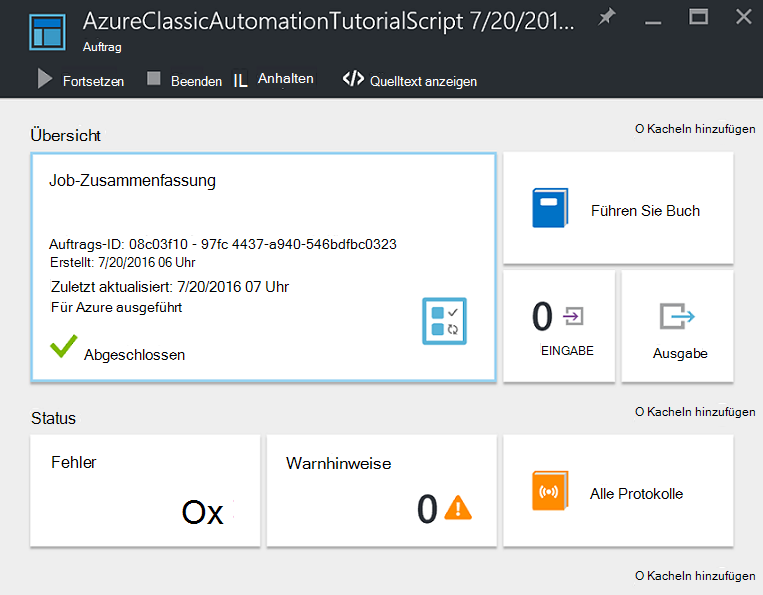 AzureClassicAutomationTutorialScript 7/20/201...
Auftrag
Fortsetzen Beenden IL Anhalten </> Quelltext anzeigen
Übersicht
O Kacheln hinzufügen
Job-Zusammenfassung
Auftrags-ID: 08c03f10 - 97fc 4437-a940-546bdfbc0323
Erstellt: 7/20/2016 06 Uhr
Zuletzt aktualisiert: 7/20/2016 07 Uhr
Für Azure ausgeführt
Abgeschlossen
Führen Sie Buch
0
EINGABE
Ausgabe
Status
O Kacheln hinzufügen
Fehler
Ox
Warnhinweise
0
Alle Protokolle
O Kacheln hinzufügen